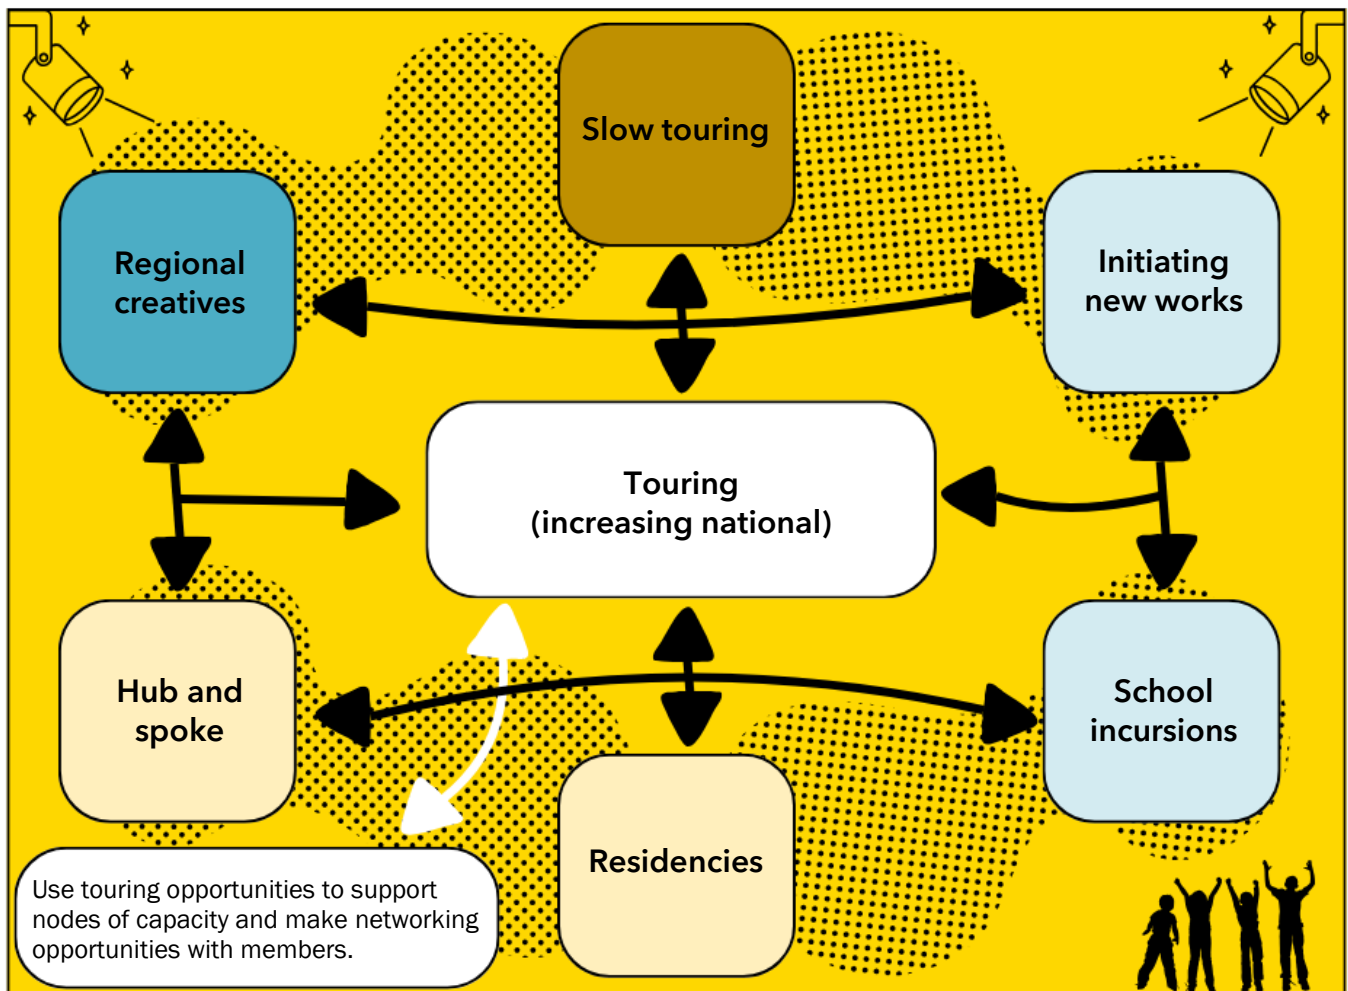 Slow touring
Regional
creatives
Initiating
new works
Touring
(increasing national)
Hub and
spoke
School
incursions
Residencies
Use touring opportunities to support
nodes of capacity and make networking
opportunities with members.